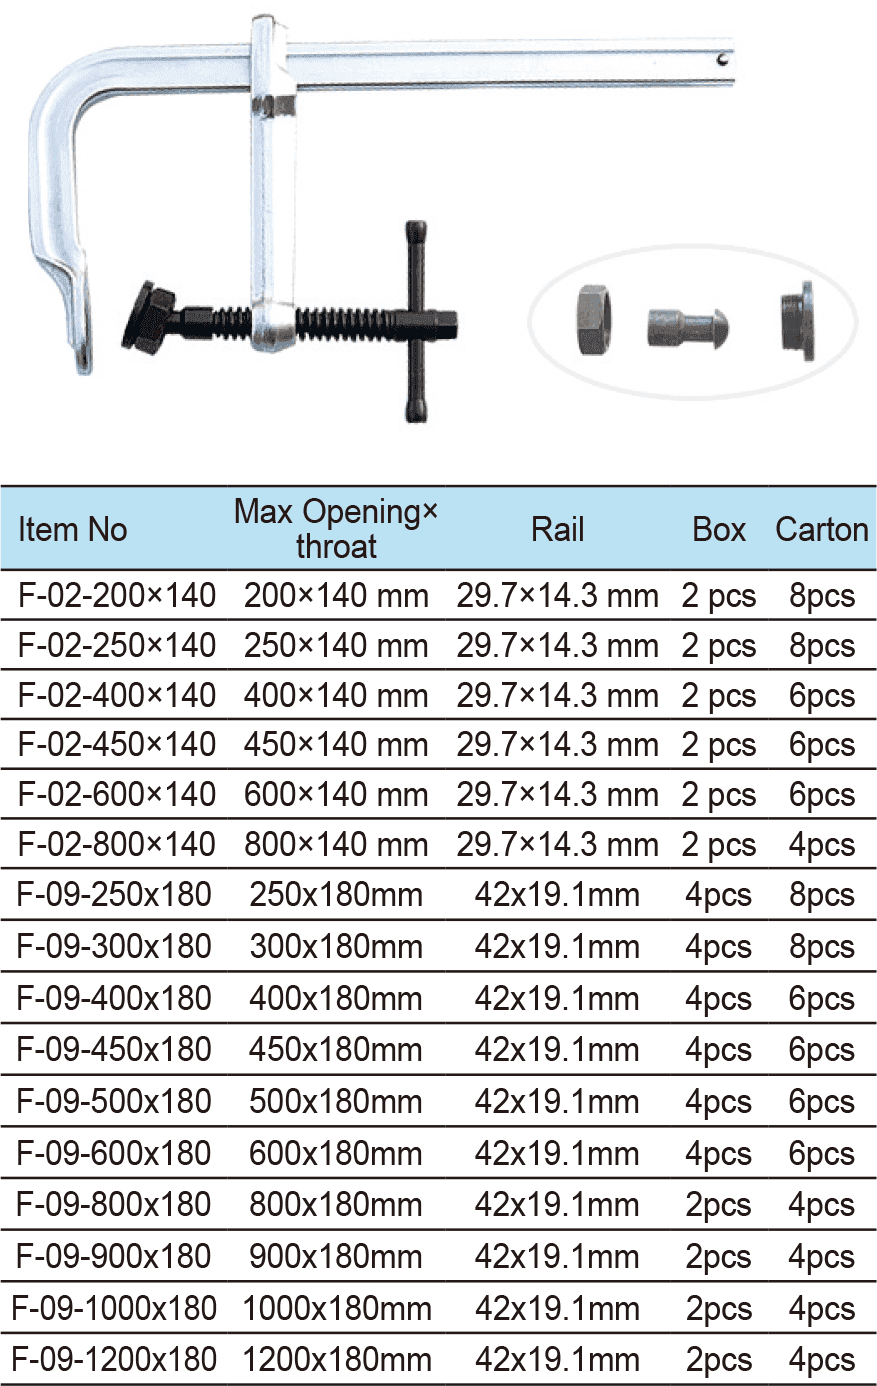 Item No Max Opening× throat Rail Box Carton
F-02-200×140 200×140 mm 29.7×14.3 mm 2 pcs 8pcs
F-02-250×140 250×140 mm 29.7×14.3 mm 2 pcs 8pcs
F-02-400×140 400×140 mm 29.7×14.3 mm 2 pcs 6pcs
F-02-450×140 450×140 mm 29.7×14.3 mm 2 pcs 6pcs
F-02-600×140 600×140 mm 29.7×14.3 mm 2 pcs 6pcs
F-02-800×140 800×140 mm 29.7×14.3 mm 2 pcs 4pcs
F-09-250x180 250x180mm 42x19.1mm 4pcs 8pcs
F-09-300x180 300x180mm 42x19.1mm 4pcs 8pcs
F-09-400x180 400x180mm 42x19.1mm 4pcs 6pcs
F-09-450x180 450x180mm 42x19.1mm 4pcs 6pcs
F-09-500x180 500x180mm 42x19.1mm 4pcs 6pcs
F-09-600x180 600x180mm 42x19.1mm 4pcs 6pcs
F-09-800x180 800x180mm 42x19.1mm 2pcs 4pcs
F-09-900x180 900x180mm 42x19.1mm 2pcs 4pcs
F-09-1000x180 1000x180mm 42x19.1mm 2pcs 4pcs
F-09-1200x180 1200x180mm 42x19.1mm 2pcs 4pcs